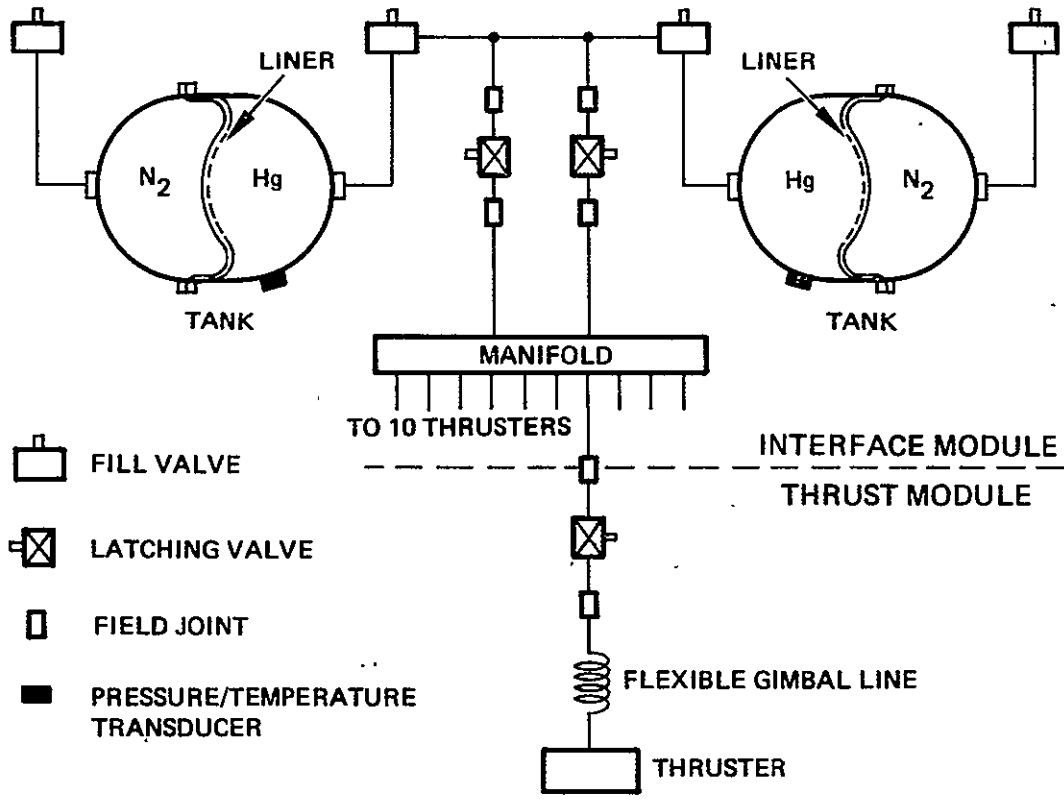 LINER
LINER
N2
Hg
Hg
N2
TANK
TANK
MANIFOLD
TO 10 THRUSTERS
INTERFACE MODULE
THRUST MODULE
FILL VALVE
LATCHING VALVE
FIELD JOINT
PRESSURE/TEMPERATURE
TRANSDUCER
FLEXIBLE GIMBAL LINE
THRUSTER